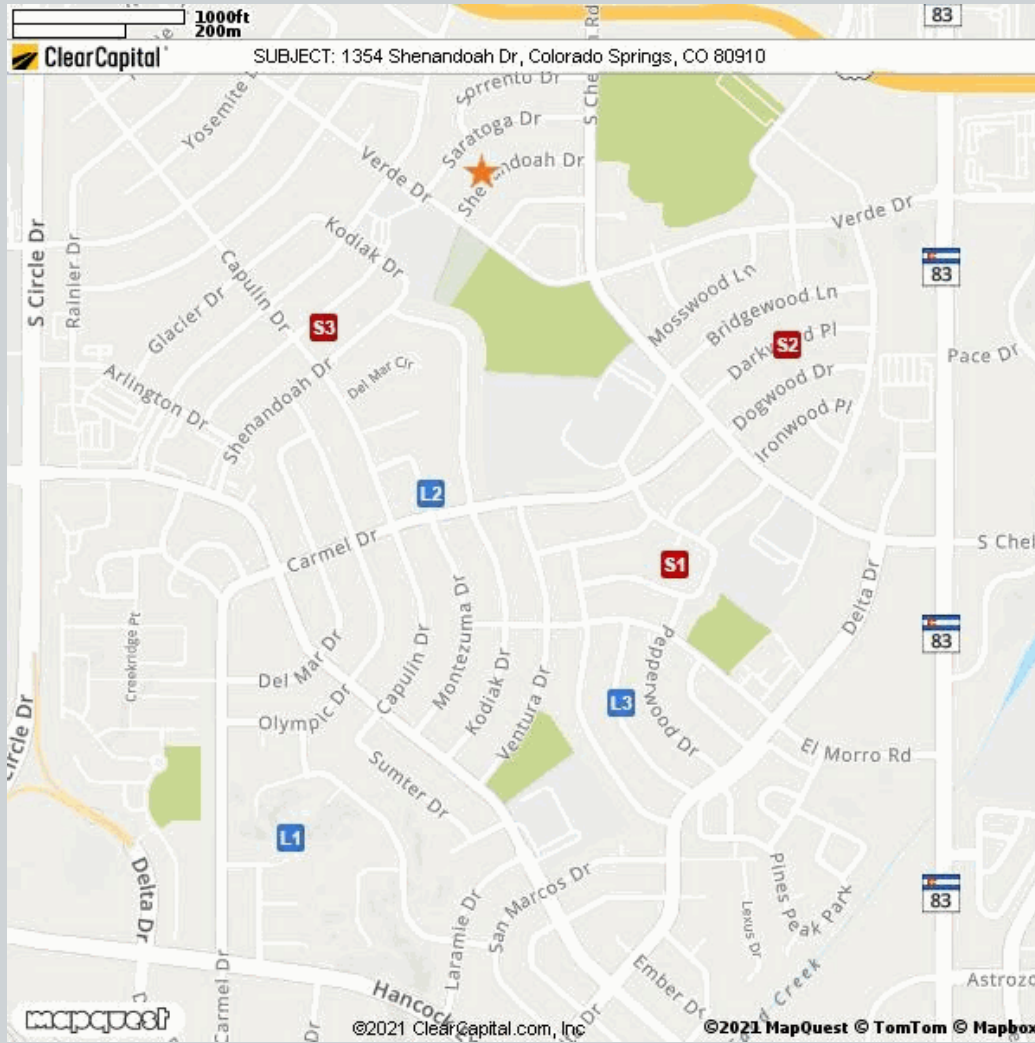 1000ft
200m
83
ClearCapital
SUBJECT: 1354 Shenandoah Dr, Colorado Springs, CO 80910
Sorrento Dr
Yosemite
Saratoga Dr
Shenandoah Dr
Verde Dr
Verde Dr
S Circle Dr
Rainier Dr
Kodiak Dr
Capulin Dr
83
Glacier Dr
S3
Mosswood Ln
Bridgewood Ln
S2
Pace Dr
Del Mar Cir
Arlington Dr
Shenandoah Dr
Dogwood Dr
Ironwood Pl
L2
Carmel Dr
S1
S Chel
Delta Dr
83
Creekridge Pt
Montezuma Dr
Capulin Dr
Kodiak Dr
Del Mar Dr
Olympic Dr
Ventura Dr
L3
Pepperwood Dr
El Morro Rd
Circle Dr
Sumter Dr
L1
Delta Dr
83
San Marcos Dr
Laramie Dr
Lexus Dr
Pines Peak Park
Carmel Dr
Hancock
Ember Dr
Creek
Astrozo
Dr
mapquest
©2021 ClearCapital.com, Inc
©2021 MapQuest © TomTom © Mapbox